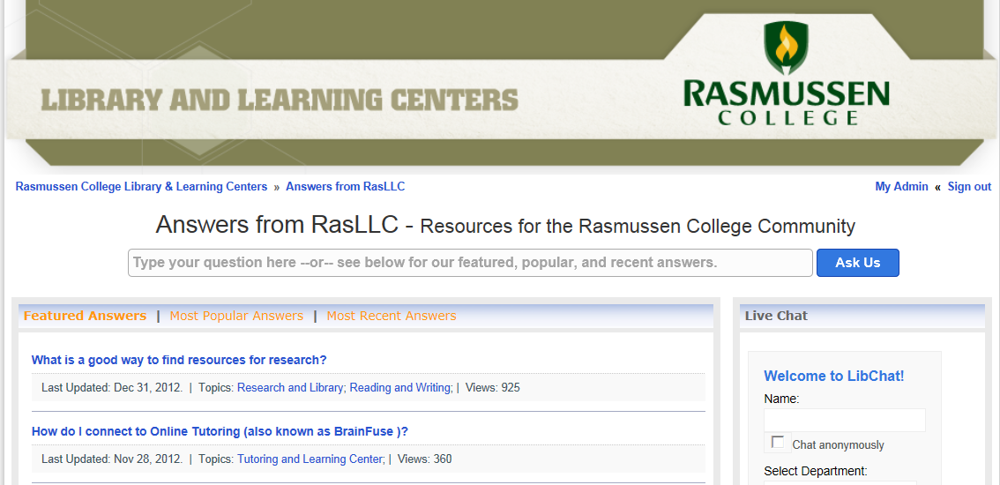 LIBRARY AND LEARNING CENTERS
RASMUSSEN
COLLEGE
Rasmussen College Library & Learning Centers » Answers from RasLLC
My Admin « Sign out
Answers from RasLLC - Resources for the Rasmussen College Community
Type your question here --or-- see below for our featured, popular, and recent answers.
Ask Us
Featured Answers | Most Popular Answers | Most Recent Answers
What is a good way to find resources for research?
Last Updated: Dec 31, 2012. | Topics: Research and Library; Reading and Writing; | Views: 925
How do I connect to Online Tutoring (also known as BrainFuse )?
Last Updated: Nov 28, 2012. | Topics: Tutoring and Learning Center; | Views: 360
Live Chat
Welcome to LibChat!
Name:
Chat anonymously
Select Department: